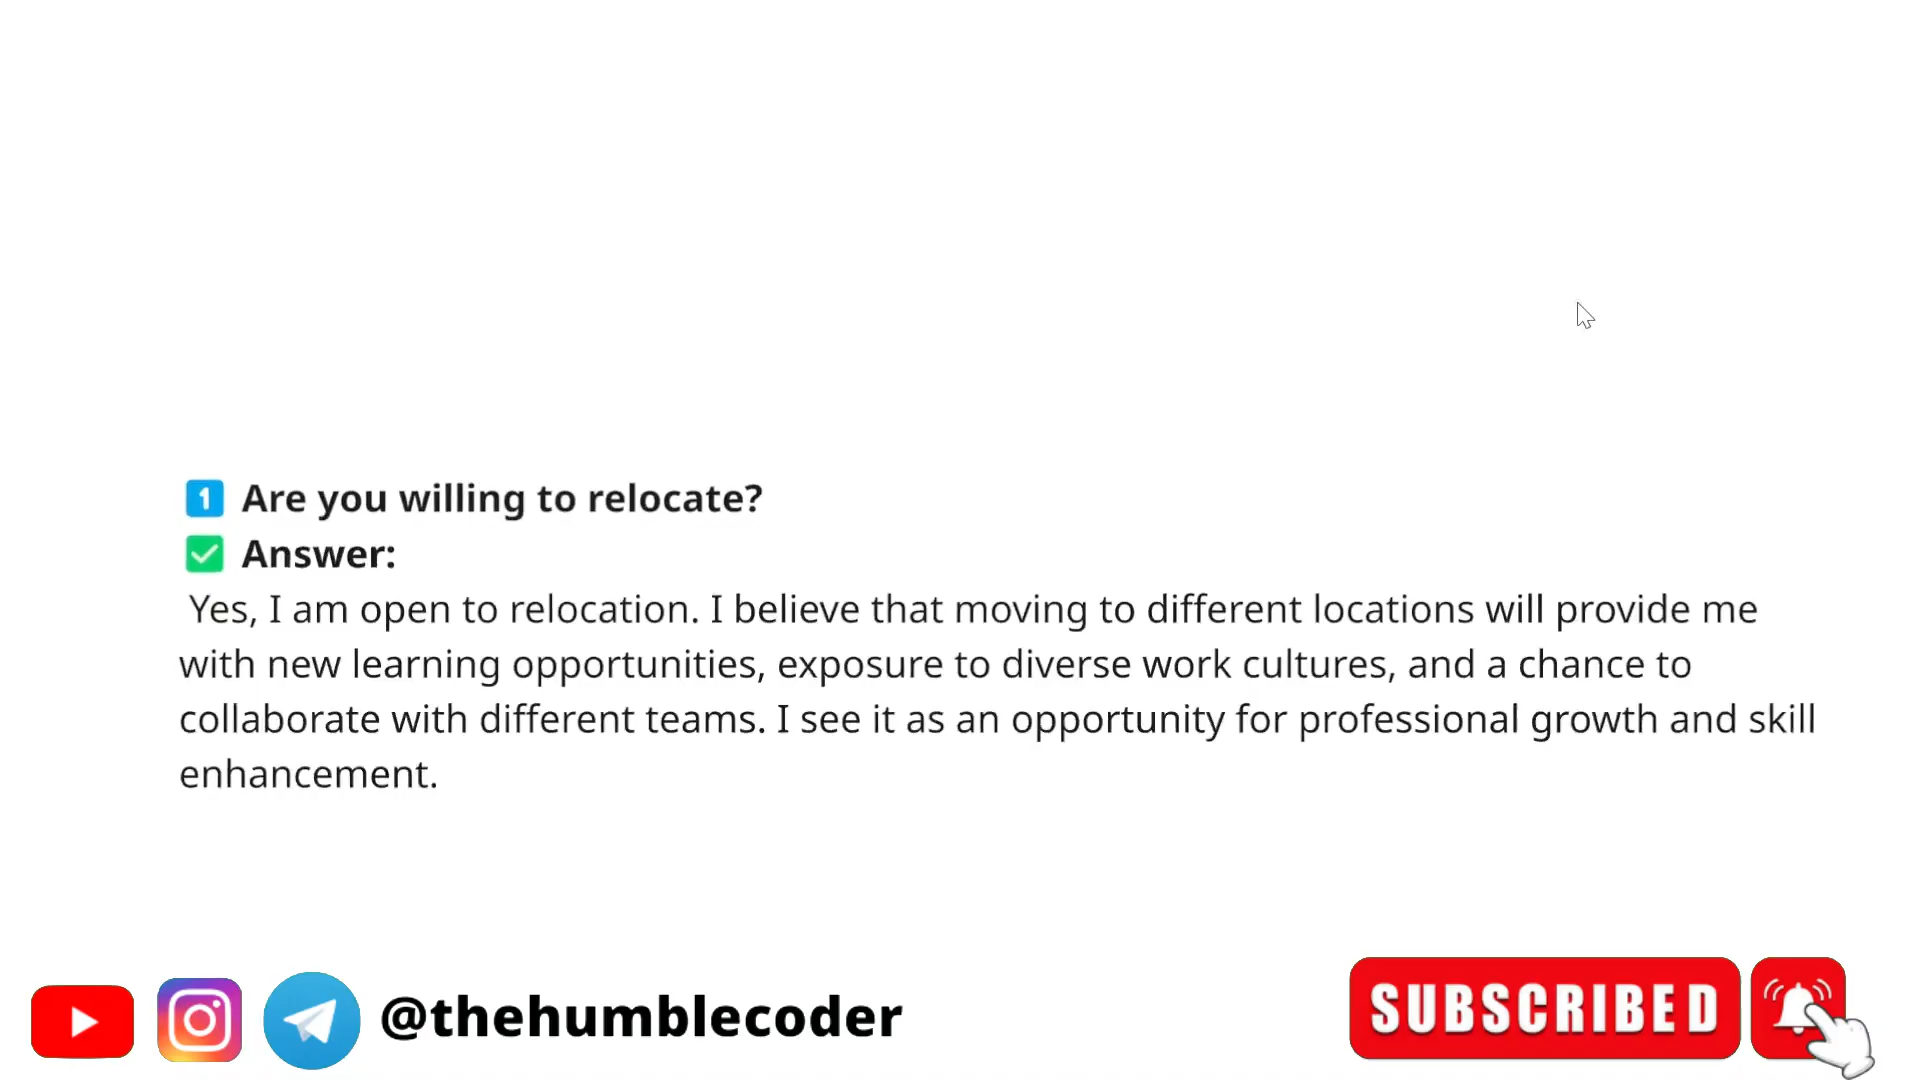 1 Are you willing to relocate?
Answer:
Yes, I am open to relocation. I believe that moving to different locations will provide me
with new learning opportunities, exposure to diverse work cultures, and a chance to
collaborate with different teams. I see it as an opportunity for professional growth and skill
enhancement.
@thehumblecoder
SUBSCRIBED